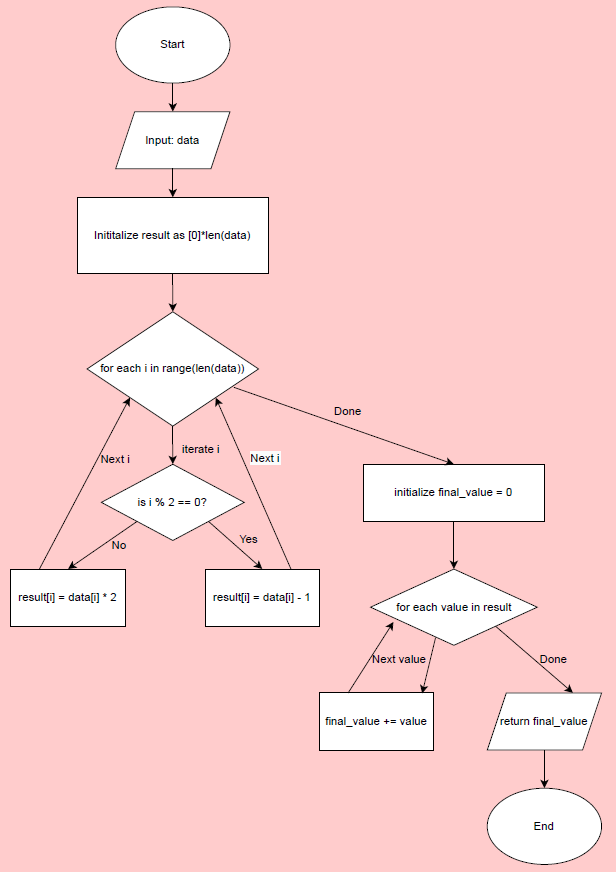 Start
Input: data
Inititalize result as [0]*len(data)
for each i in range(len(data))
Done
iterate i
Next i
Next i
is i % 2 == 0?
initialize final_value = 0
No
Yes
result[i] = data[i] * 2
result[i] = data[i] - 1
for each value in result
Next value
Done
final_value += value
return final_value
End